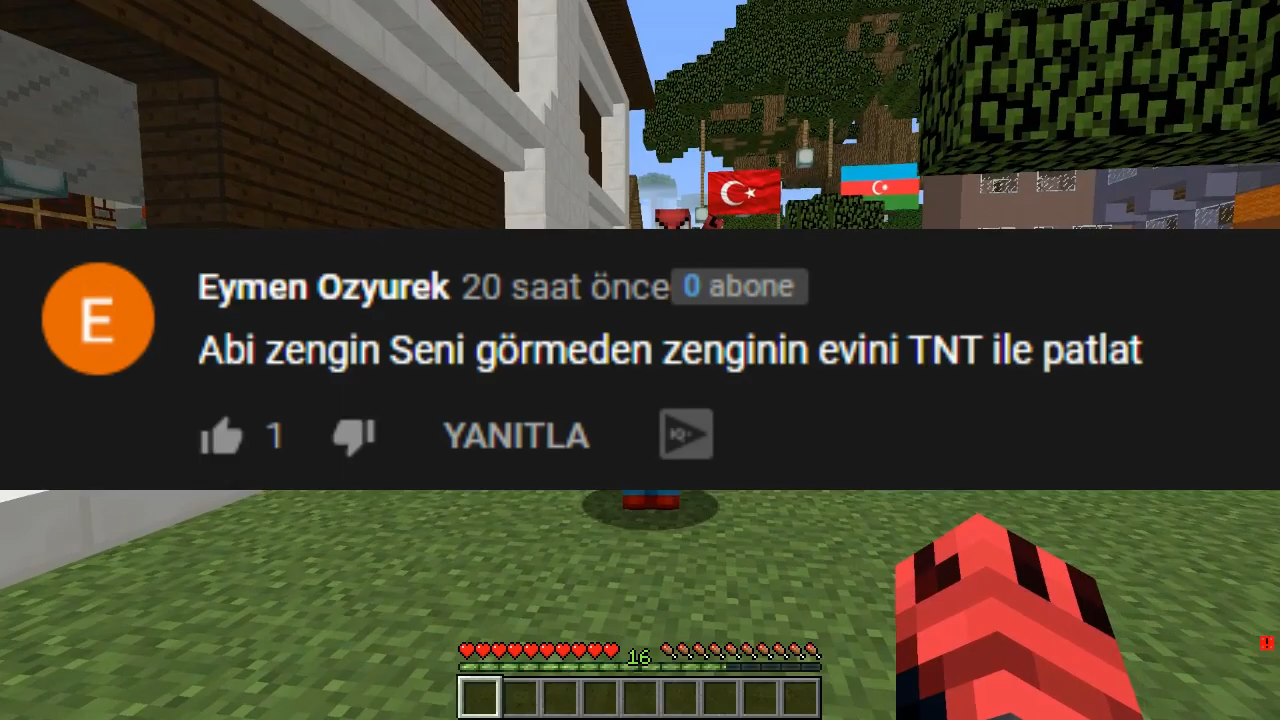 E
Eymen Ozyurek 20 saat önce 0 abone
Abi zengin Seni görmeden zenginin evini TNT ile patlat
1 YANITLA IQ
16